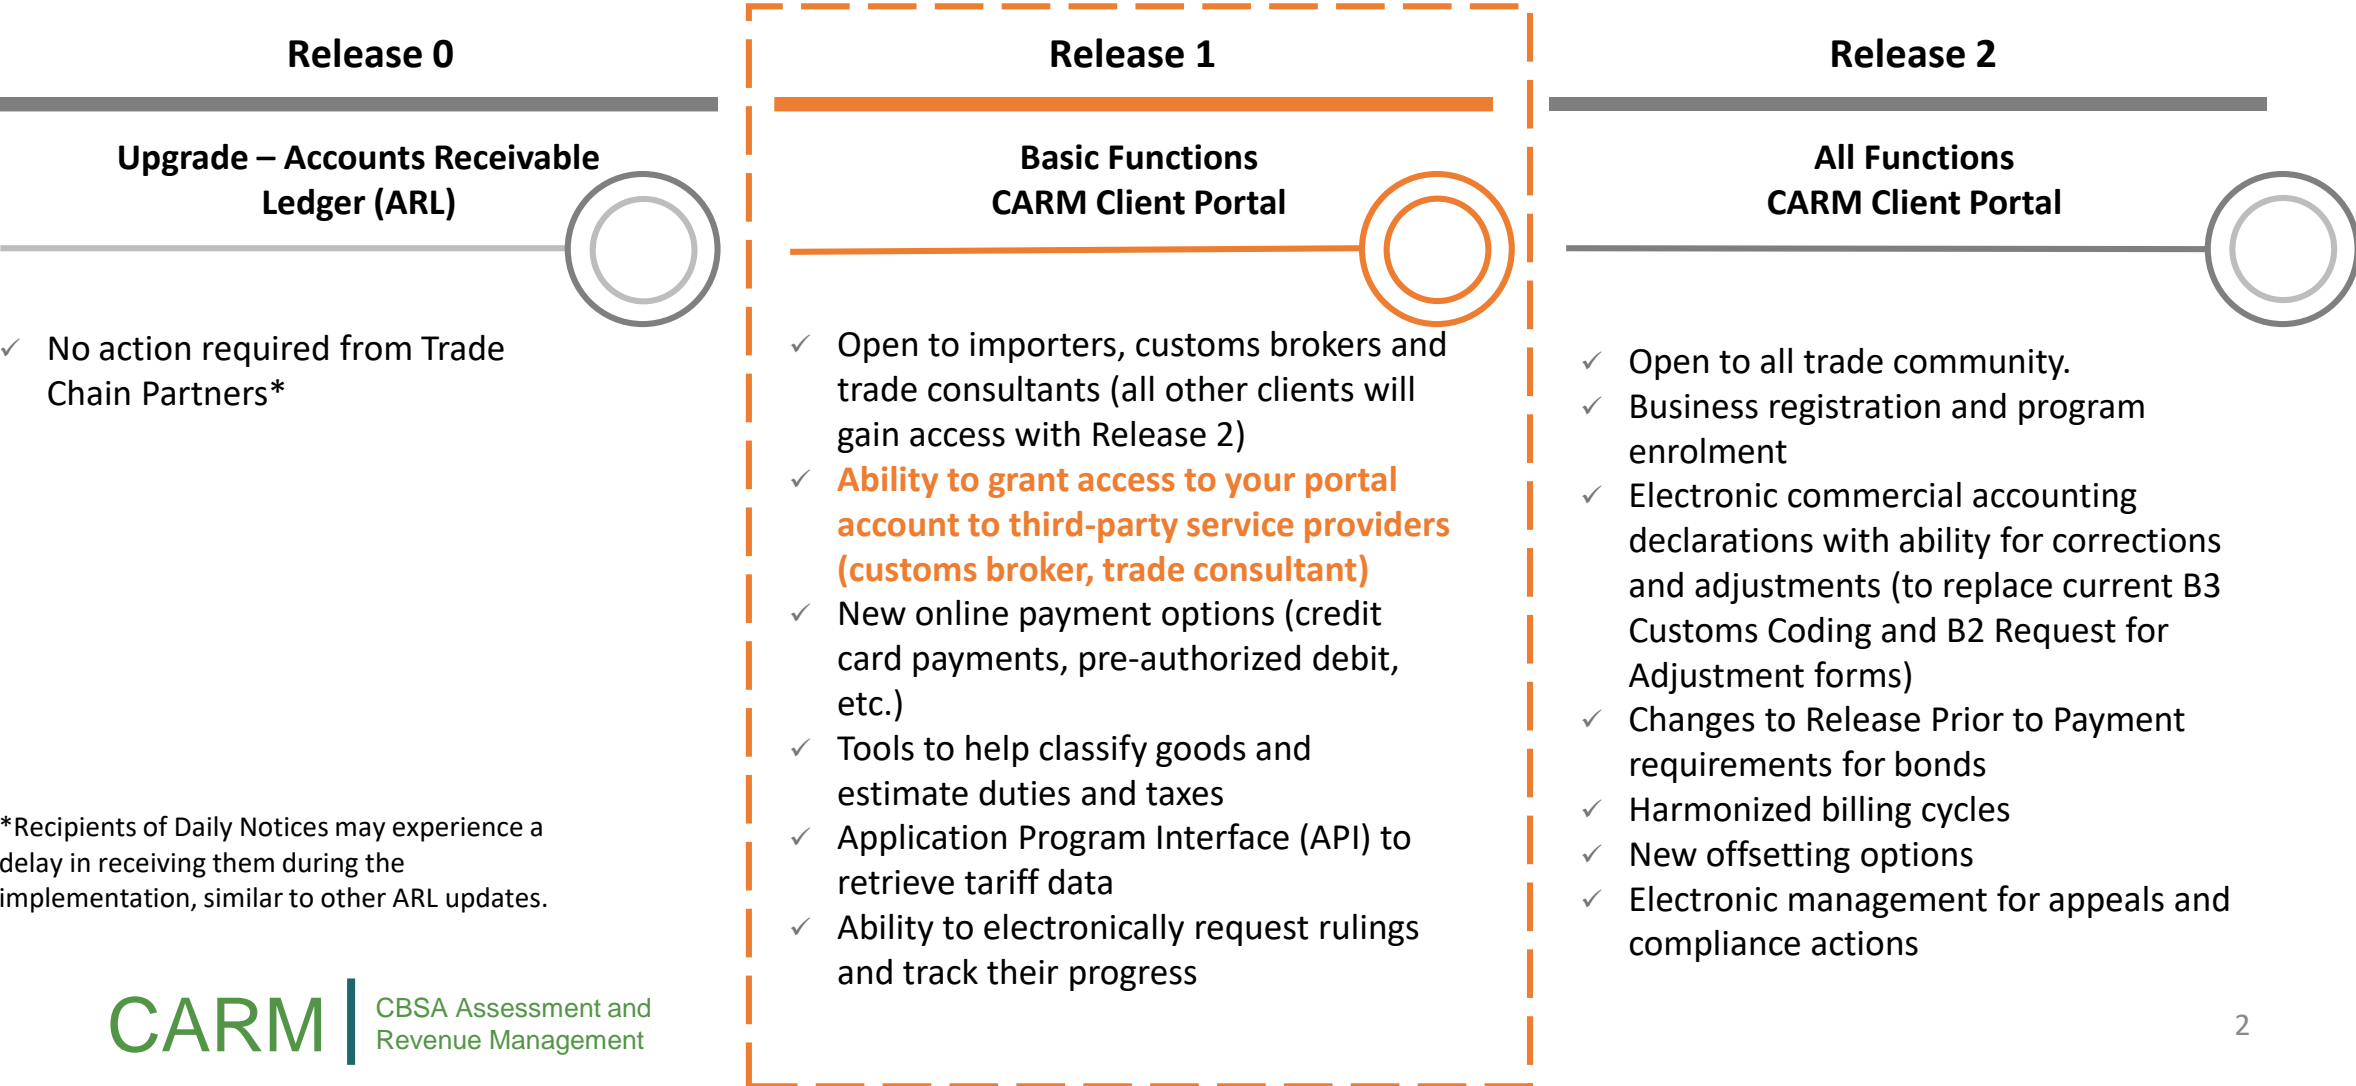 Release 0
Upgrade – Accounts Receivable
Ledger (ARL)
✓ No action required from Trade
Chain Partners*
*Recipients of Daily Notices may experience a
delay in receiving them during the
implementation, similar to other ARL updates.
CARM
CBSA Assessment and
Revenue Management
Release 1
Basic Functions
CARM Client Portal
✓ Open to importers, customs brokers and
trade consultants (all other clients will
gain access with Release 2)
✓ Ability to grant access to your portal
account to third-party service providers
(customs broker, trade consultant)
✓ New online payment options (credit
card payments, pre-authorized debit,
etc.)
✓ Tools to help classify goods and
estimate duties and taxes
✓ Application Program Interface (API) to
retrieve tariff data
✓ Ability to electronically request rulings
and track their progress
Release 2
All Functions
CARM Client Portal
✓ Open to all trade community.
✓ Business registration and program
enrolment
✓ Electronic commercial accounting
declarations with ability for corrections
and adjustments (to replace current B3
Customs Coding and B2 Request for
Adjustment forms)
✓ Changes to Release Prior to Payment
requirements for bonds
✓ Harmonized billing cycles
✓ New offsetting options
✓ Electronic management for appeals and
compliance actions
2